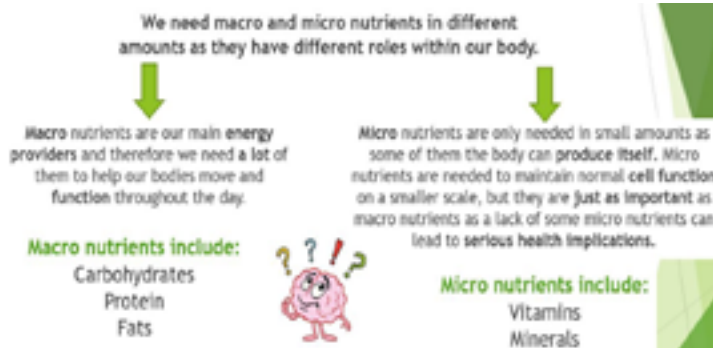 We need macro and micro nutrients in different
amounts as they have different roles within our body.
Macro nutrients are our main energy
providers and therefore we need a lot of
them to help our bodies move and
function throughout the day.
Macro nutrients include:
Carbohydrates
Protein
Fats
? ? ! ?
Micro nutrients are only needed in small amounts as
some of them the body can produce itself. Micro
nutrients are needed to maintain normal cell function
on a smaller scale, but they are just as important as
macro nutrients as a lack of some micro nutrients can
lead to serious health implications.
Micro nutrients include:
Vitamins
Minerals